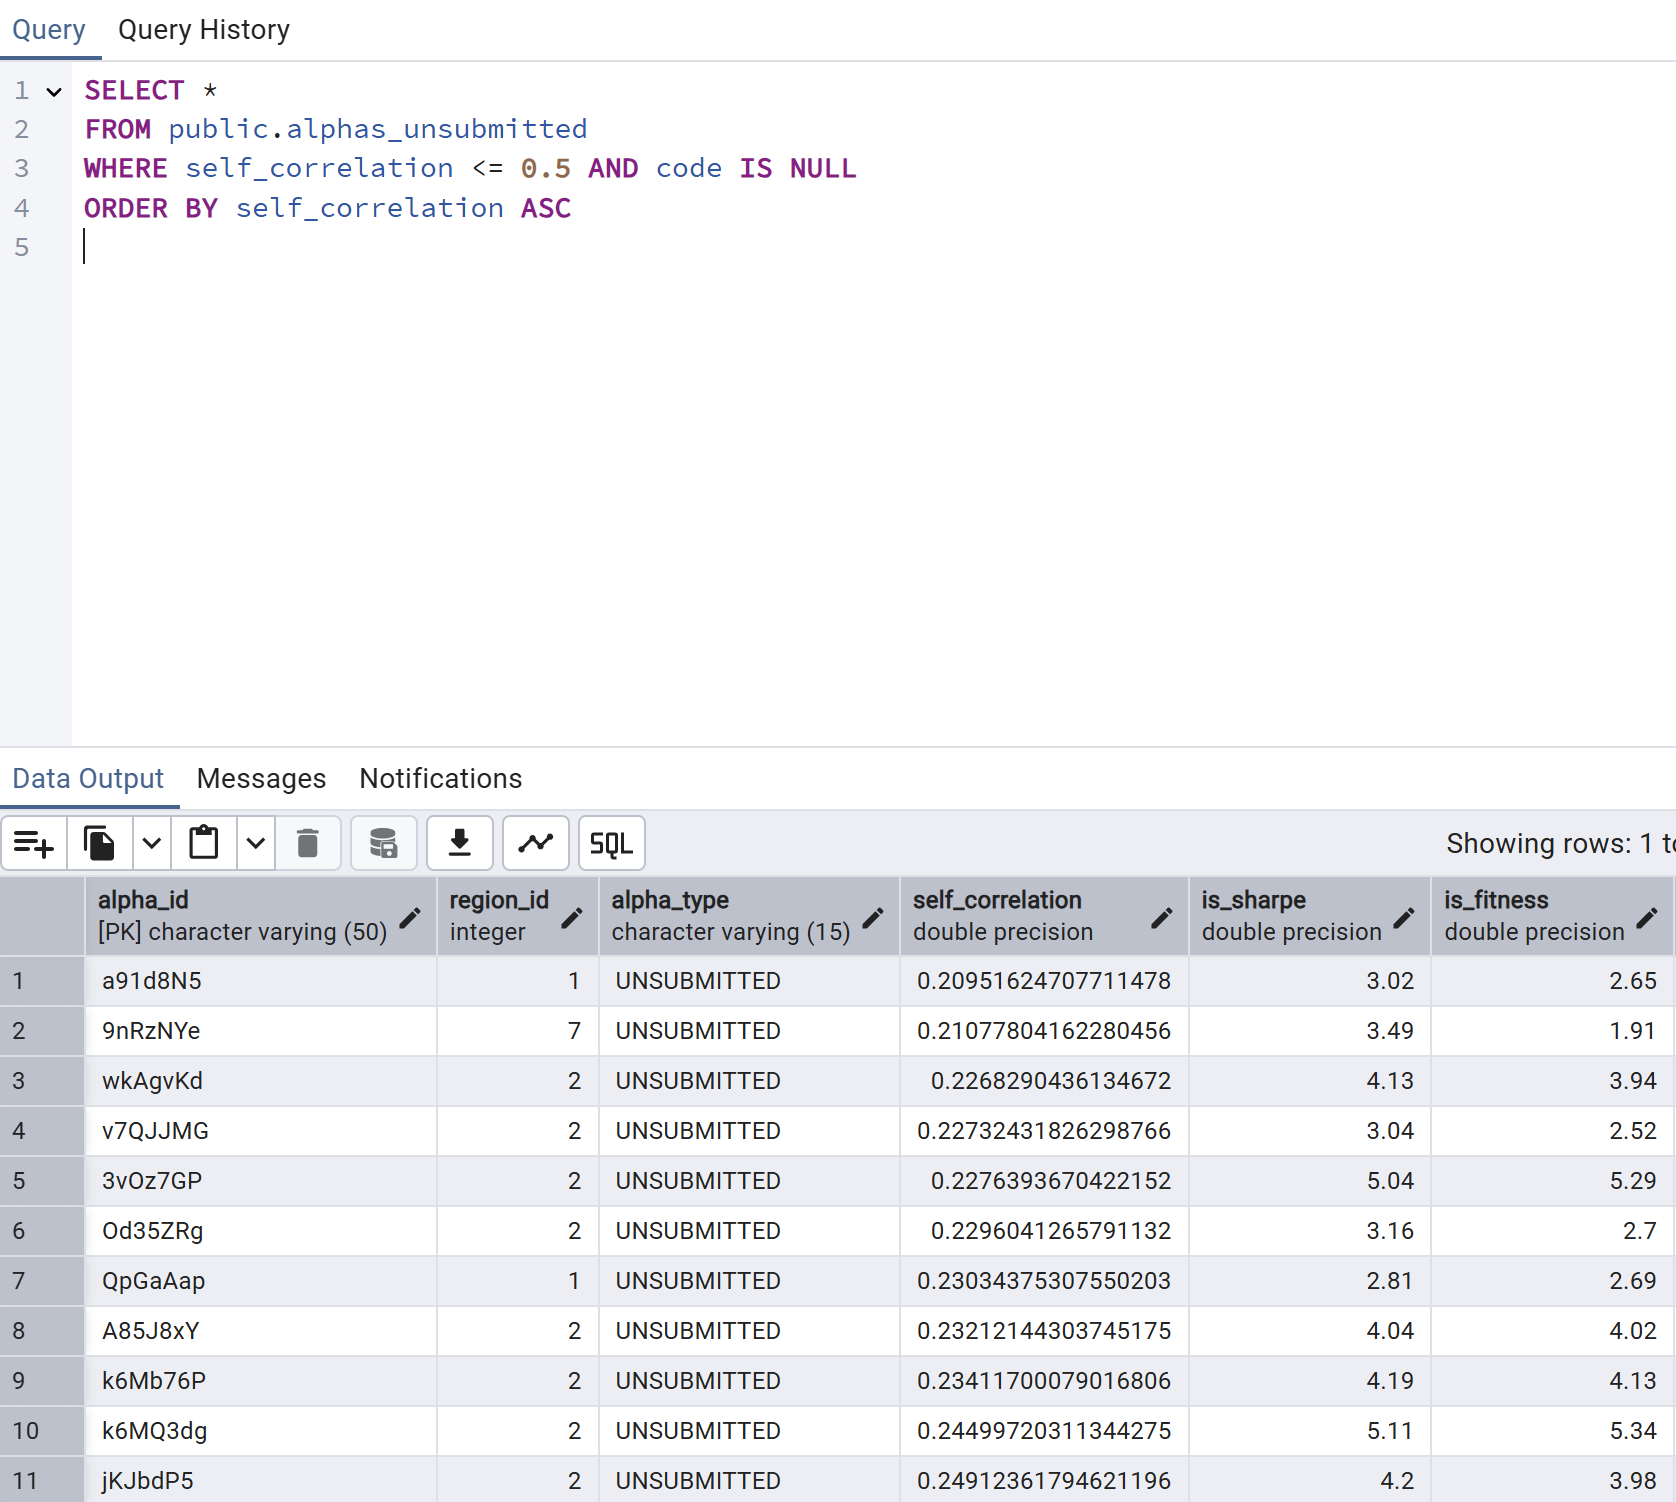 Query Query History
1 SELECT *
2 FROM public.alphas_unsubmitted
3 WHERE self_correlation <= 0.5 AND code IS NULL
4 ORDER BY self_correlation ASC
5
Data Output Messages Notifications
SQL Showing rows: 1 to
alpha_id region_id alpha_type self_correlation is_sharpe is_fitness
[PK] character varying (50) integer character varying (15) double precision double precision double precision
1 a91d8N5 1 UNSUBMITTED 0.20951624707711478 3.02 2.65
2 9nRzNYe 7 UNSUBMITTED 0.21077804162280456 3.49 1.91
3 wkAgvKd 2 UNSUBMITTED 0.2268290436134672 4.13 3.94
4 v7QJJMG 2 UNSUBMITTED 0.22732431826298766 3.04 2.52
5 3vOz7GP 2 UNSUBMITTED 0.2276393670422152 5.04 5.29
6 Od35ZRg 2 UNSUBMITTED 0.2296041265791132 3.16 2.7
7 QpGaAap 1 UNSUBMITTED 0.23034375307550203 2.81 2.69
8 A85J8xY 2 UNSUBMITTED 0.23212144303745175 4.04 4.02
9 k6Mb76P 2 UNSUBMITTED 0.23411700079016806 4.19 4.13
10 k6MQ3dg 2 UNSUBMITTED 0.24499720311344275 5.11 5.34
11 jKJbdP5 2 UNSUBMITTED 0.24912361794621196 4.2 3.98